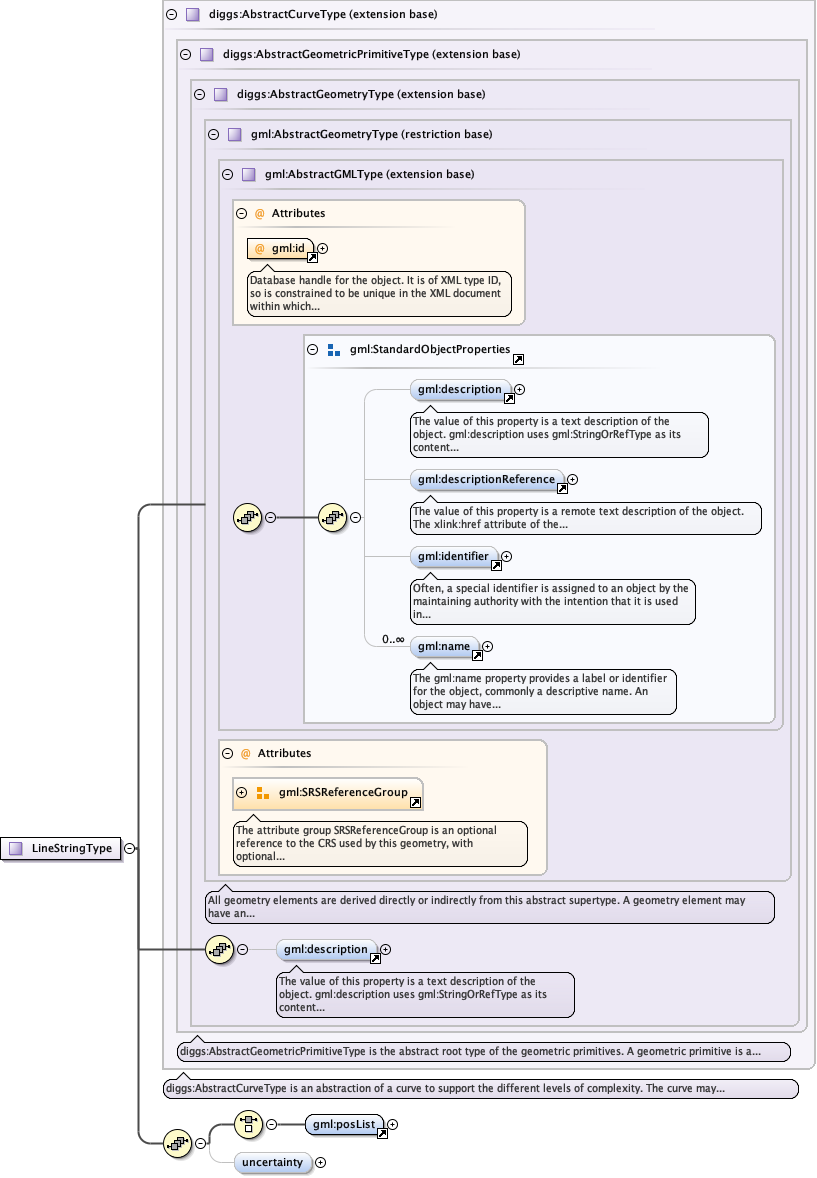 diggs:AbstractCurveType (extension base)
diggs:AbstractGeometricPrimitiveType (extension base)
diggs:AbstractGeometryType (extension base)
gml:AbstractGeometryType (restriction base)
gml:AbstractGMLType (extension base)
@ Attributes
@ gml:id
Database handle for the object. It is of XML type ID,
so is constrained to be unique in the XML document
within which...
gml:StandardObjectProperties
gml:description
The value of this property is a text description of the
object. gml:description uses gml:StringOrRefType as its
content...
gml:descriptionReference
The value of this property is a remote text description of the object.
The xlink:href attribute of the...
gml:identifier
Often, a special identifier is assigned to an object by the
maintaining authority with the intention that it is used
in...
0..∞
gml:name
The gml:name property provides a label or identifier
for the object, commonly a descriptive name. An
object may have...
@ Attributes
gml:SRSReferenceGroup
The attribute group SRSReferenceGroup is an optional
reference to the CRS used by this geometry, with
optional...
LineStringType
All geometry elements are derived directly or indirectly from this abstract supertype. A geometry element may
have an...
gml:description
The value of this property is a text description of the
object. gml:description uses gml:StringOrRefType as its
content...
diggs:AbstractGeometricPrimitiveType is the abstract root type of the geometric primitives. A geometric primitive is a...
diggs:AbstractCurveType is an abstraction of a curve to support the different levels of complexity. The curve may...
gml:posList
uncertainty